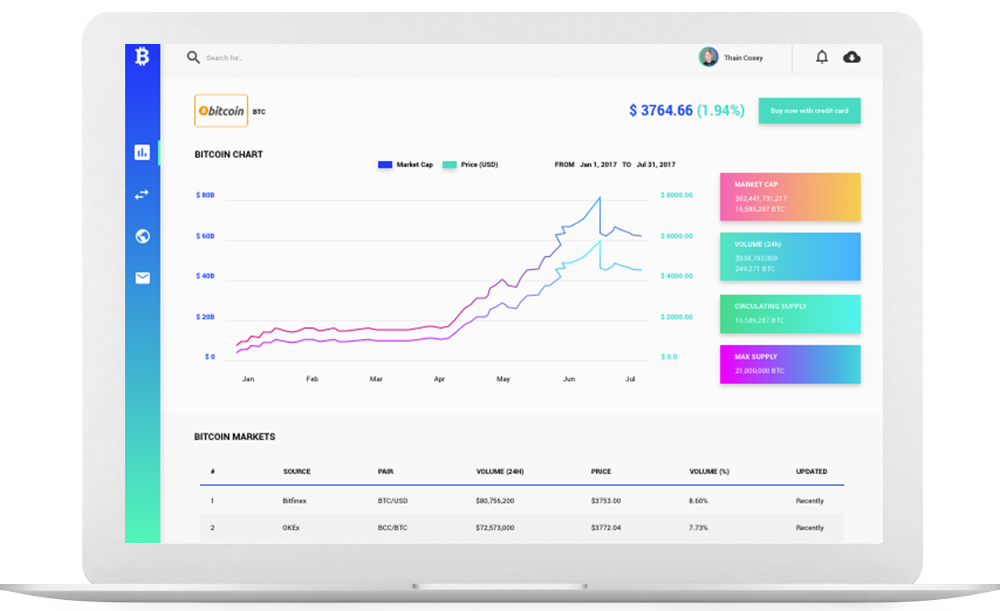 Search for..
Thain Coxey
bitcoin
BTC
$ 3764.66 (1.94%)
Buy now with credit card
BITCOIN CHART
Market Cap
Price (USD)
FROM Jan 1, 2017 TO Jul 31, 2017
$ 80B
$ 60B
$ 40B
$ 20B
$ 0
$ 8000.00
$ 6000.00
$ 4000.00
$ 2000.00
$ 0.0
Jan Feb Mar Apr May Jun Jul
MARKET CAP
$62,441,731,217
16,586,287 BTC
VOLUME (24h)
$938,793,000
249,271 BTC
CIRCULATING SUPPLY
16,586,287 BTC
MAX SUPPLY
21,000,000 BTC
BITCOIN MARKETS
# SOURCE PAIR VOLUME (24H) PRICE VOLUME (%) UPDATED
1 Bitfinex BTC/USD $80,756,200 $3753.00 8.60% Recently
2 OKEx BCC/BTC $72,573,000 $3772.04 7.73% Recently